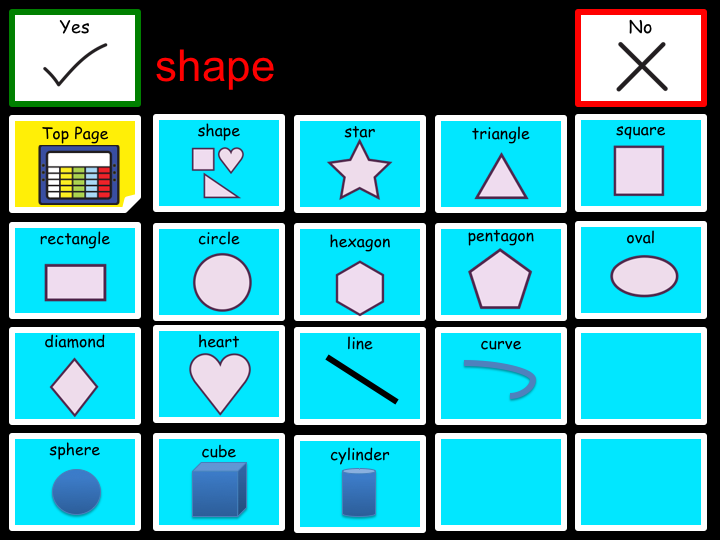 Yes
shape
No
Top Page
shape
star
triangle
square
rectangle
circle
hexagon
pentagon
oval
diamond
heart
line
curve
sphere
cube
cylinder